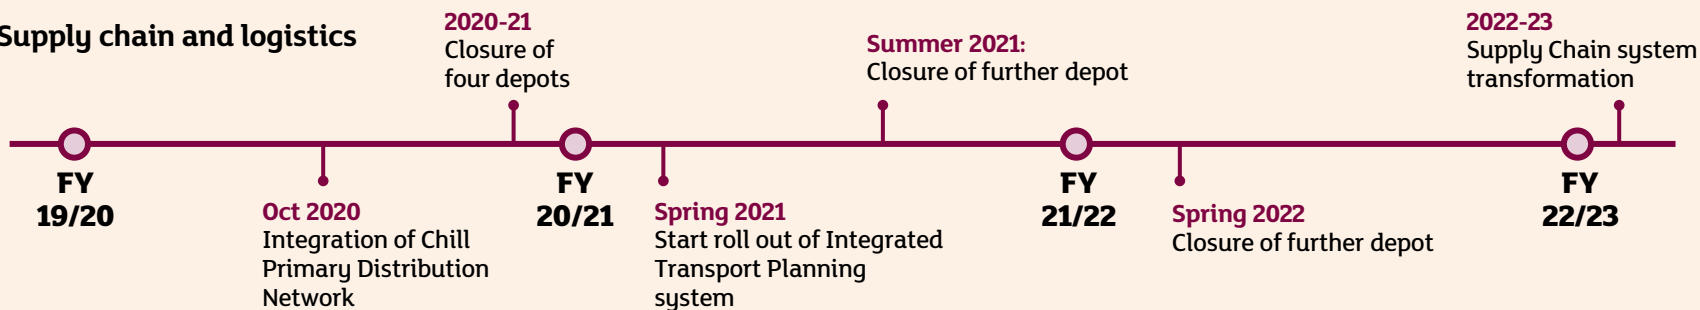 Supply chain and logistics
2020-21
Closure of
four depots
Summer 2021:
Closure of further depot
2022-23
Supply Chain system
transformation
FY
19/20
Oct 2020
Integration of Chill
Primary Distribution
Network
FY
20/21
Spring 2021
Start roll out of Integrated
Transport Planning
system
FY
21/22
Spring 2022
Closure of further depot
FY
22/23